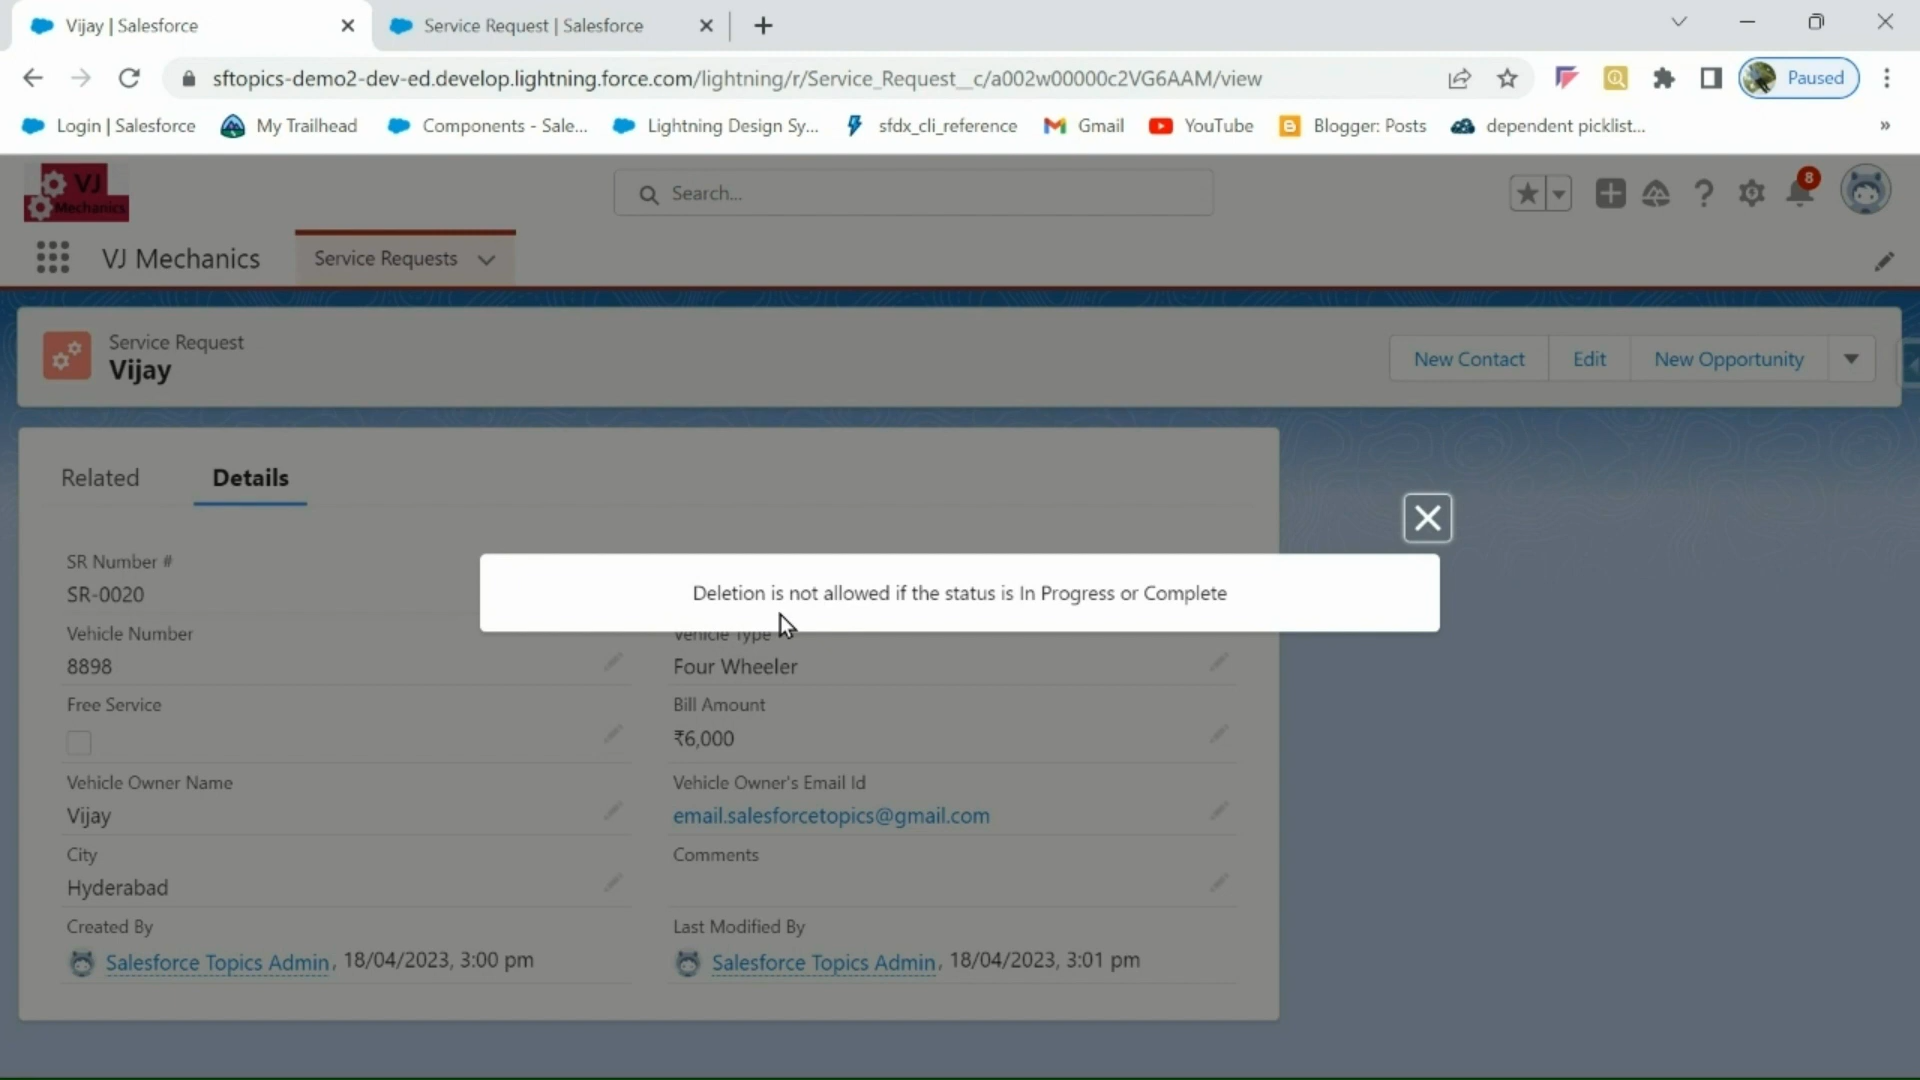 Vijay | Salesforce
Service Request | Salesforce
sftopics-demo2-dev-ed.develop.lightning.force.com/lightning/r/Service_Request__c/a002w00000c2VG6AAM/view
Paused
Login | Salesforce
My Trailhead
Components - Sale...
Lightning Design Sy...
sfdx_cli_reference
Gmail
YouTube
Blogger: Posts
dependent picklist...
»
VJ
Mechanics
Search...
8
VJ Mechanics
Service Requests
Service Request
Vijay
New Contact
Edit
New Opportunity
Related
Details
Deletion is not allowed if the status is In Progress or Complete
SR Number #
SR-0020
Vehicle Number
8898
Vehicle Type
Four Wheeler
Free Service
Bill Amount
₹6,000
Vehicle Owner Name
Vijay
Vehicle Owner's Email Id
email.salesforcetopics@gmail.com
City
Hyderabad
Comments
Created By
Salesforce Topics Admin, 18/04/2023, 3:00 pm
Last Modified By
Salesforce Topics Admin, 18/04/2023, 3:01 pm